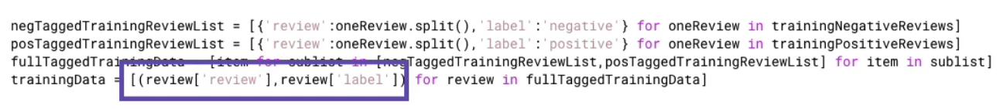 negTaggedTrainingReviewList = [{'review':oneReview.split(),'label':'negative'} for oneReview in trainingNegativeReviews]
posTaggedTrainingReviewList = [{'review':oneReview.split(),'label':'positive'} for oneReview in trainingPositiveReviews]
fullTaggedTrainingData = [item for sublist in [negTaggedTrainingReviewList,posTaggedTrainingReviewList] for item in sublist]
trainingData = [(review['review'],review['label']) for review in fullTaggedTrainingData]